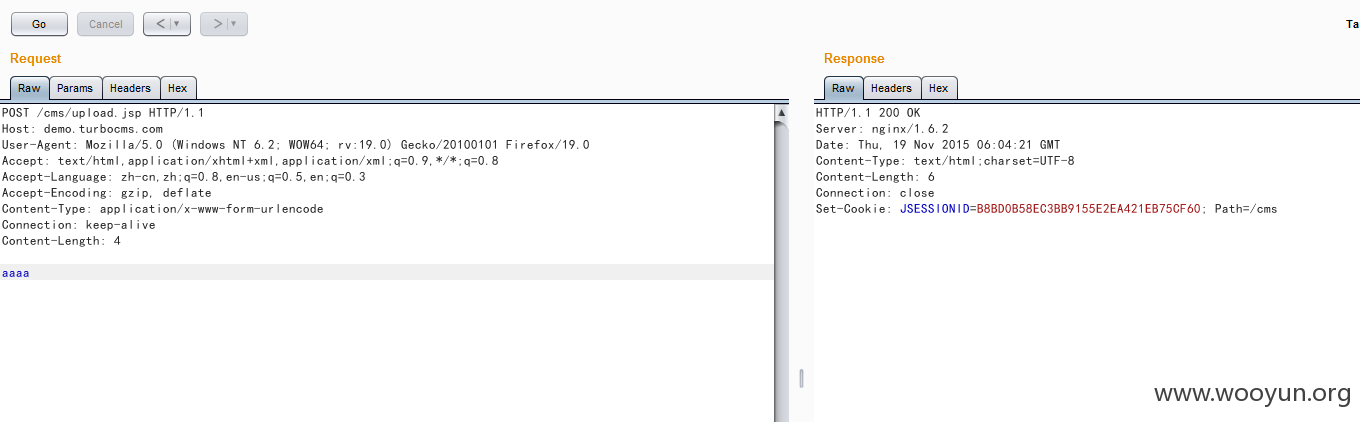 Go
Cancel
<
>
Ta
Request
Raw
Params
Headers
Hex
POST /cms/upload.jsp HTTP/1.1
Host: demo.turbocms.com
User-Agent: Mozilla/5.0 (Windows NT 6.2; WOW64; rv:19.0) Gecko/20100101 Firefox/19.0
Accept: text/html,application/xhtml+xml,application/xml;q=0.9,*/*;q=0.8
Accept-Language: zh-cn,zh;q=0.8,en-us;q=0.5,en;q=0.3
Accept-Encoding: gzip, deflate
Content-Type: application/x-www-form-urlencode
Connection: keep-alive
Content-Length: 4
aaaa
Response
Raw
Headers
Hex
HTTP/1.1 200 OK
Server: nginx/1.6.2
Date: Thu, 19 Nov 2015 06:04:21 GMT
Content-Type: text/html;charset=UTF-8
Content-Length: 6
Connection: close
Set-Cookie: JSESSIONID=B8BD0B58EC3BB9155E2EA421EB75CF60; Path=/cms
www.wooyun.org